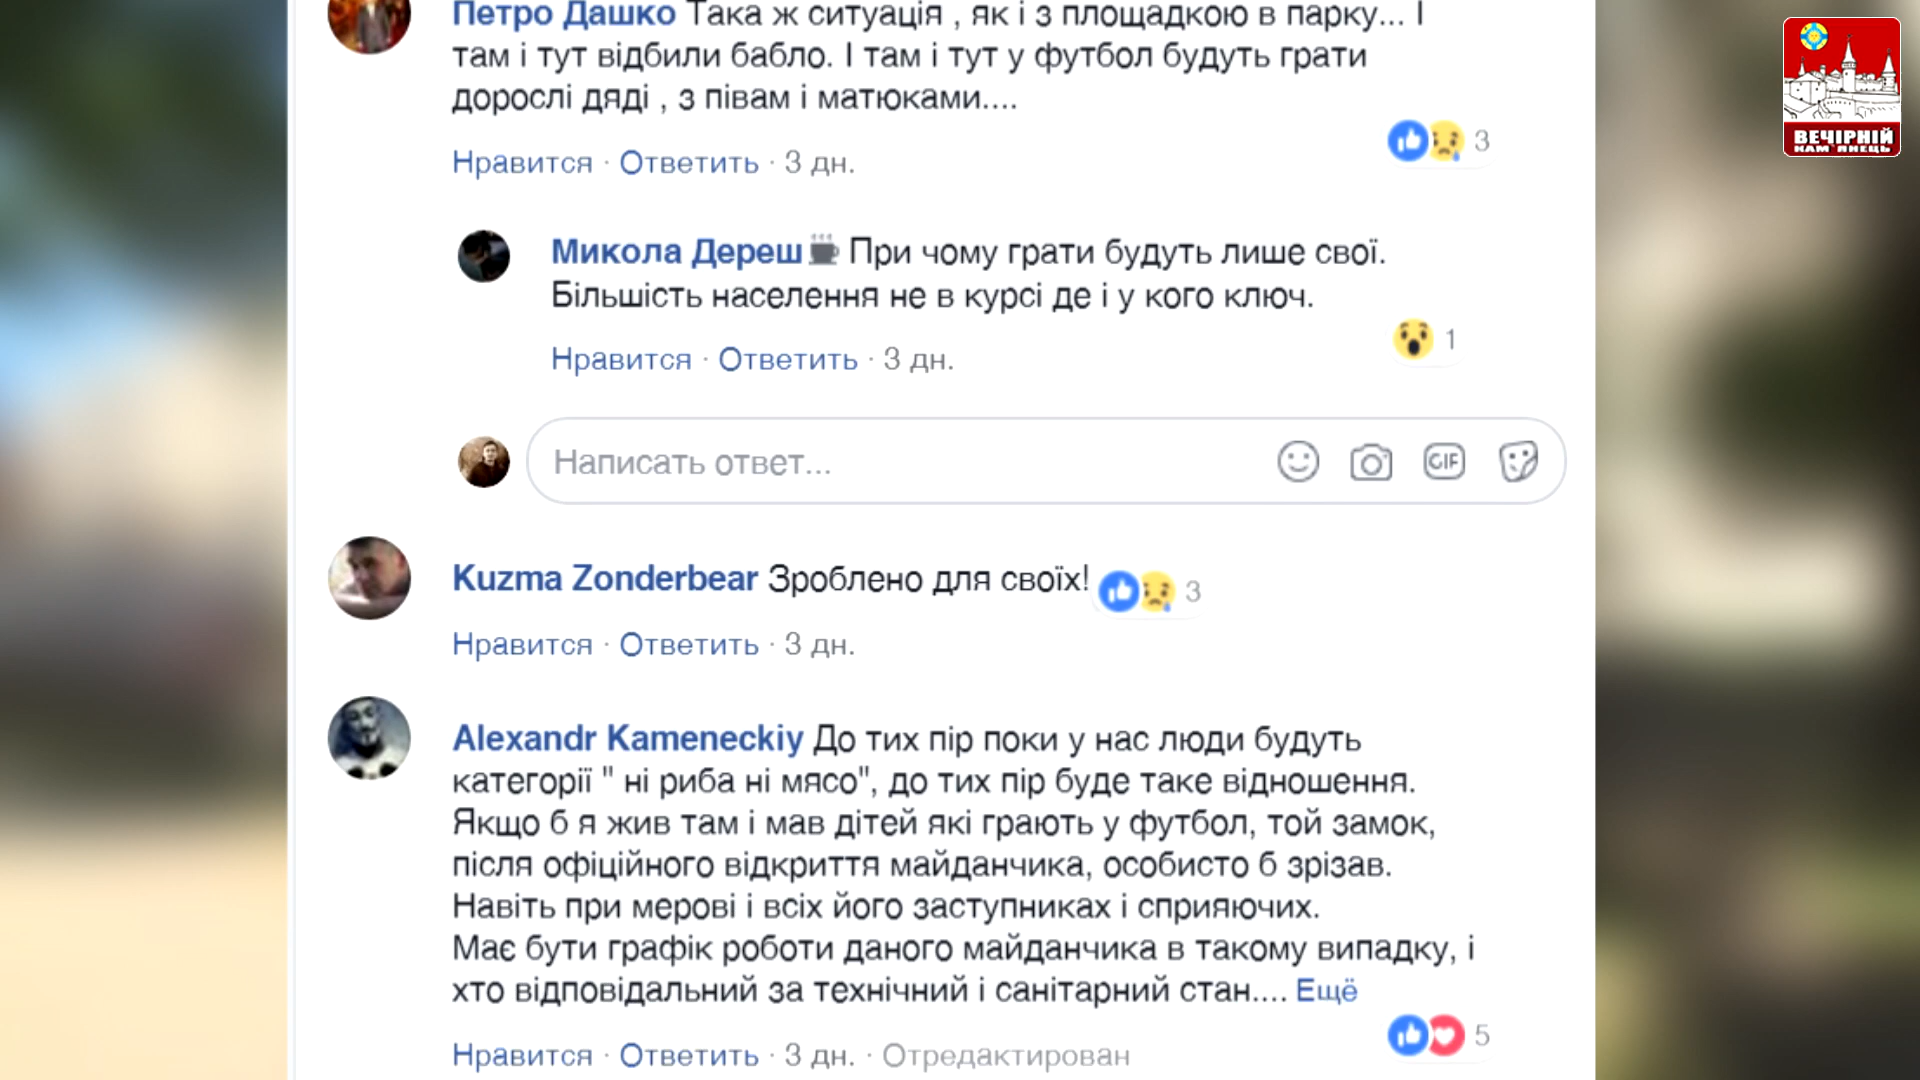 Петро Дашко Така ж ситуація , як і з площадкою в парку... І
там і тут відбили бабло. І там і тут у футбол будуть грати
дорослі дяді , з півам і матюками....
3
Нравится · Ответить · 3 дн.
Микола Дереш При чому грати будуть лише свої.
Більшість населення не в курсі де і у кого ключ.
1
Нравится · Ответить · 3 дн.
Написать ответ...
GIF
Kuzma Zonderbear Зроблено для своїх! 3
Нравится · Ответить · 3 дн.
Alexandr Kameneckiy До тих пір поки у нас люди будуть
категорії " ні риба ні мясо", до тих пір буде таке відношення.
Якщо б я жив там і мав дітей які грають у футбол, той замок,
після офіційного відкриття майданчика, особисто б зрізав.
Навіть при мерові і всіх його заступниках і сприяючих.
Має бути графік роботи даного майданчика в такому випадку, і
хто відповідальний за технічний і санітарний стан.... Ещё
5
Нравится · Ответить · 3 дн. · Отредактирован
ВЕЧІРНІЙ
КАМ'ЯНЕЦЬ